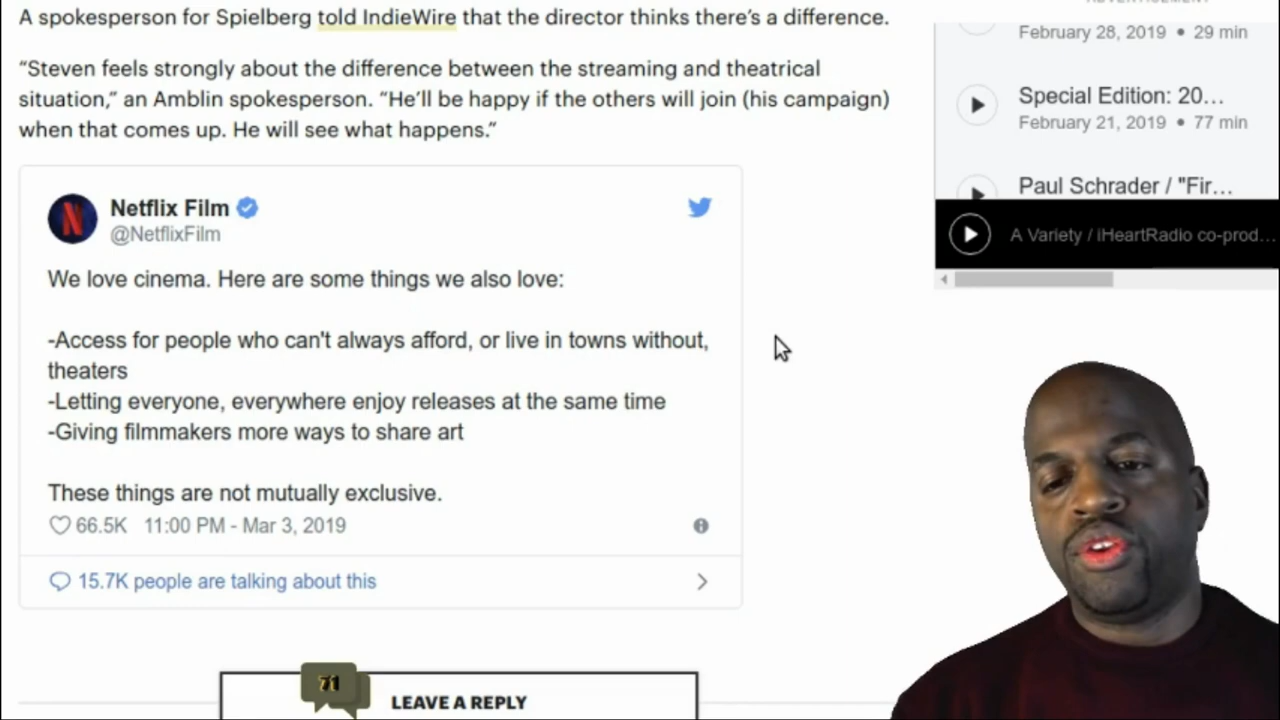 A spokesperson for Spielberg told IndieWire that the director thinks there's a difference.
“Steven feels strongly about the difference between the streaming and theatrical
situation,” an Amblin spokesperson. “He'll be happy if the others will join (his campaign)
when that comes up. He will see what happens.”
Netflix Film
@NetflixFilm
We love cinema. Here are some things we also love:
-Access for people who can't always afford, or live in towns without,
theaters
-Letting everyone, everywhere enjoy releases at the same time
-Giving filmmakers more ways to share art
These things are not mutually exclusive.
66.5K 11:00 PM - Mar 3, 2019
15.7K people are talking about this
71
LEAVE A REPLY
February 28, 2019 • 29 min
Special Edition: 20...
February 21, 2019 • 77 min
Paul Schrader / "Fir...
A Variety / iHeartRadio co-prod...